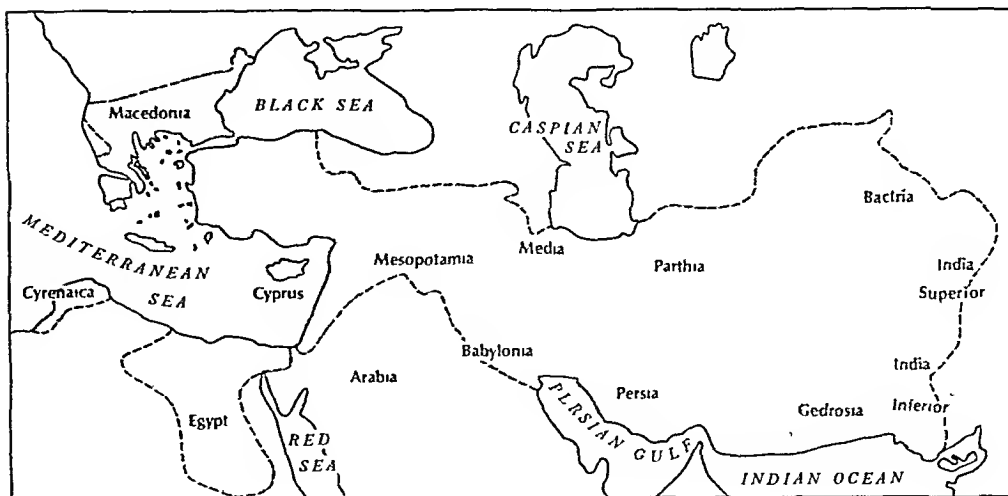 Macedonia
BLACK SEA
CASPIAN
SEA
Bactria
MEDITERRANEAN
SEA
Media
Mesopotamia
Parthia
India
Superior
Cyrenaica
Cyprus
Babylonia
Arabia
Persia
India
Inferior
Gedrosia
Egypt
RED
SEA
PERSIAN GULF
INDIAN OCEAN